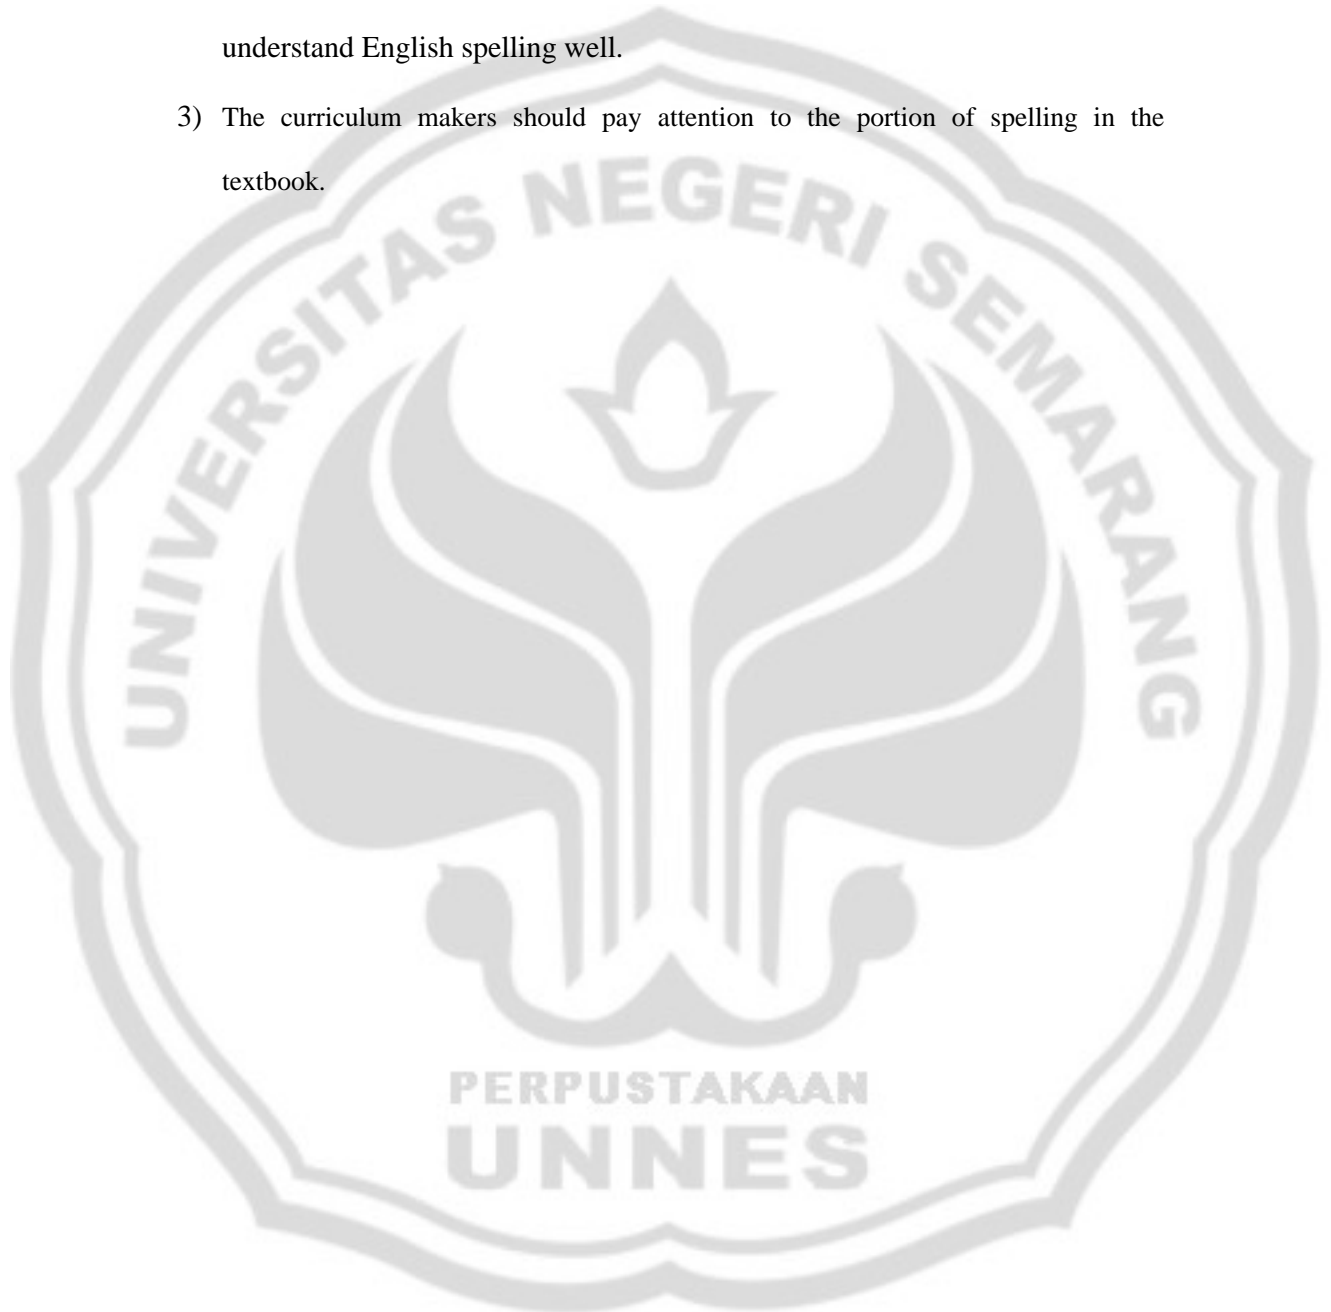 understand English spelling well.
3) The curriculum makers should pay attention to the portion of spelling in the
textbook.
UNIVERSITAS NEGERI SEMARANG
PERPUSTAKAAN
UNNES